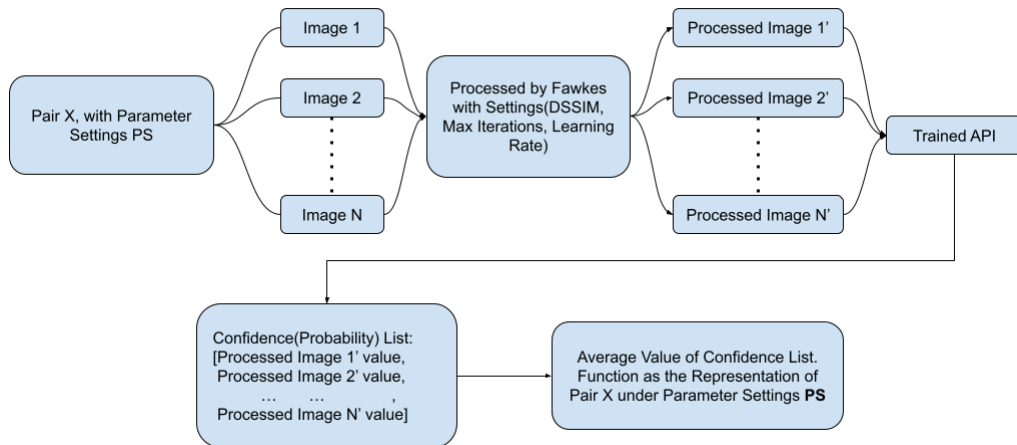 Pair X, with Parameter
Settings PS
Image 1
Image 2
Image N
Processed by Fawkes
with Settings(DSSIM,
Max Iterations, Learning
Rate)
Processed Image 1’
Processed Image 2’
Processed Image N’
Trained API
Confidence(Probability) List:
[Processed Image 1’ value,
Processed Image 2’ value,
… … ,
Processed Image N’ value]
Average Value of Confidence List.
Function as the Representation of
Pair X under Parameter Settings PS